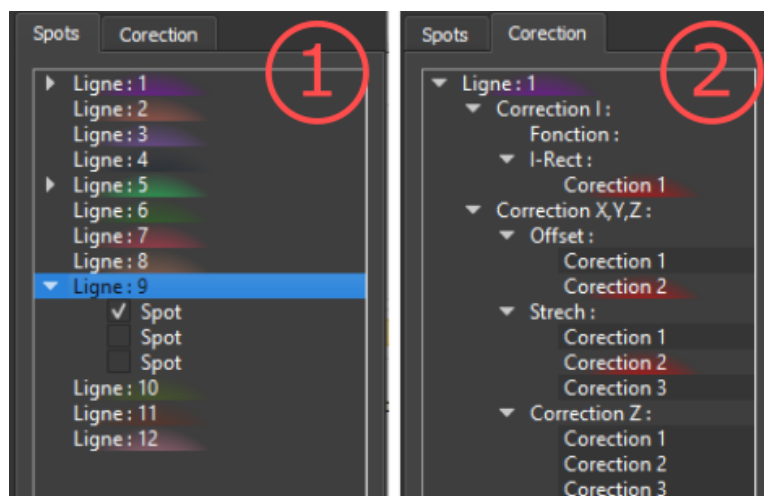 Spots Corection
1
Ligne : 1
Ligne : 2
Ligne : 3
Ligne : 4
Ligne : 5
Ligne : 6
Ligne : 7
Ligne : 8
Ligne : 9
Spot
Spot
Spot
Ligne : 10
Ligne : 11
Ligne : 12
Spots Corection
2
Ligne : 1
Correction I :
Fonction :
I-Rect :
Corection 1
Correction X,Y,Z :
Offset :
Corection 1
Corection 2
Strech :
Corection 1
Corection 2
Corection 3
Correction Z :
Corection 1
Corection 2
Corection 3